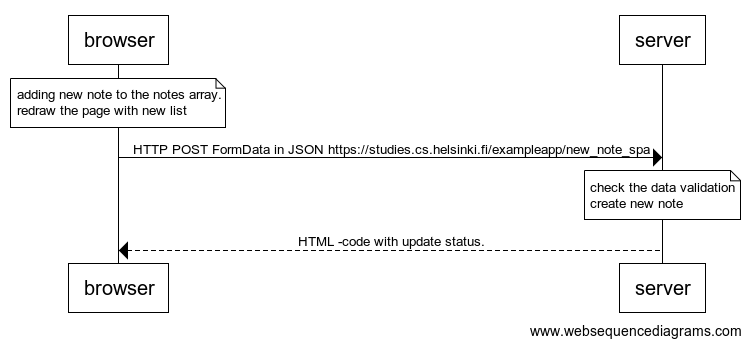 browser
server
adding new note to the notes array.
redraw the page with new list
HTTP POST FormData in JSON https://studies.cs.helsinki.fi/exampleapp/new_note_spa
check the data validation
create new note
HTML -code with update status.
browser
server
www.websequencediagrams.com